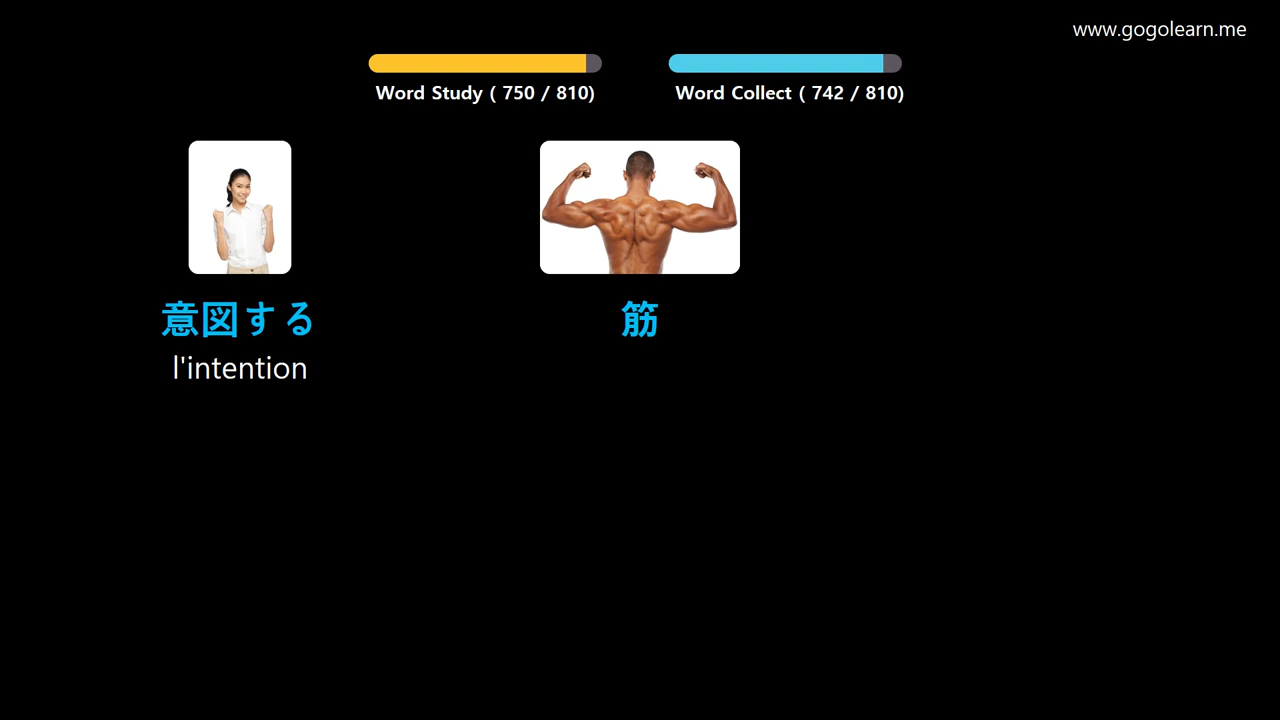 www.gogolearn.me
Word Study ( 750 / 810)
Word Collect ( 742 / 810)
意図する
l'intention
筋